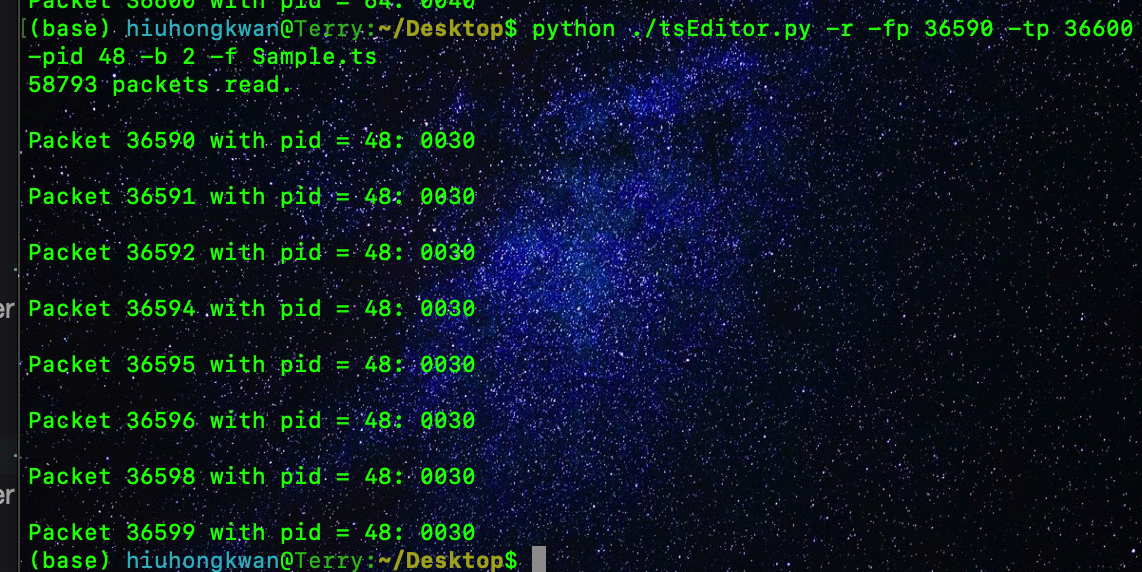 Packet 36600 with pid = 64: 0040
[(base) hiuhongkwan@Terry:~/Desktop$ python ./tsEditor.py -r -fp 36590 -tp 36600
-pid 48 -b 2 -f Sample.ts
58793 packets read.
Packet 36590 with pid = 48: 0030
Packet 36591 with pid = 48: 0030
Packet 36592 with pid = 48: 0030
er
Packet 36594 with pid = 48: 0030
Packet 36595 with pid = 48: 0030
Packet 36596 with pid = 48: 0030
Packet 36598 with pid = 48: 0030
er
Packet 36599 with pid = 48: 0030
(base) hiuhongkwan@Terry:~/Desktop$